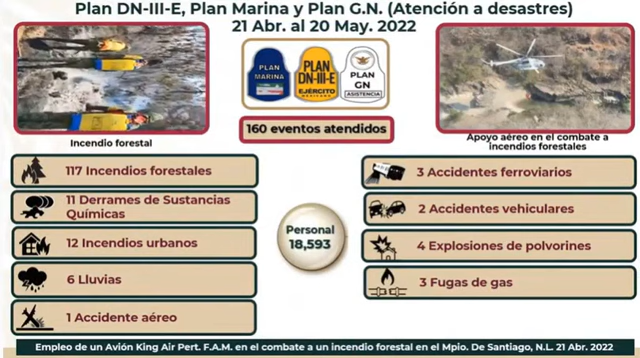 Plan DN-III-E, Plan Marina y Plan G.N. (Atención a desastres)
21 Abr. al 20 May. 2022
PLAN
MARINA
PLAN
DN-III-E
EJÉRCITO
MEXICANO
PLAN
GN
ASISTENCIA
160 eventos atendidos
Incendio forestal
Apoyo aéreo en el combate a
incendios forestales
117 Incendios forestales
11 Derrames de Sustancias
Químicas
12 Incendios urbanos
6 Lluvias
1 Accidente aéreo
Personal
18,593
3 Accidentes ferroviarios
2 Accidentes vehiculares
4 Explosiones de polvorines
3 Fugas de gas
Empleo de un Avión King Air Pert. F.A.M. en el combate a un incendio forestal en el Mpio. De Santiago, N.L. 21 Abr. 2022